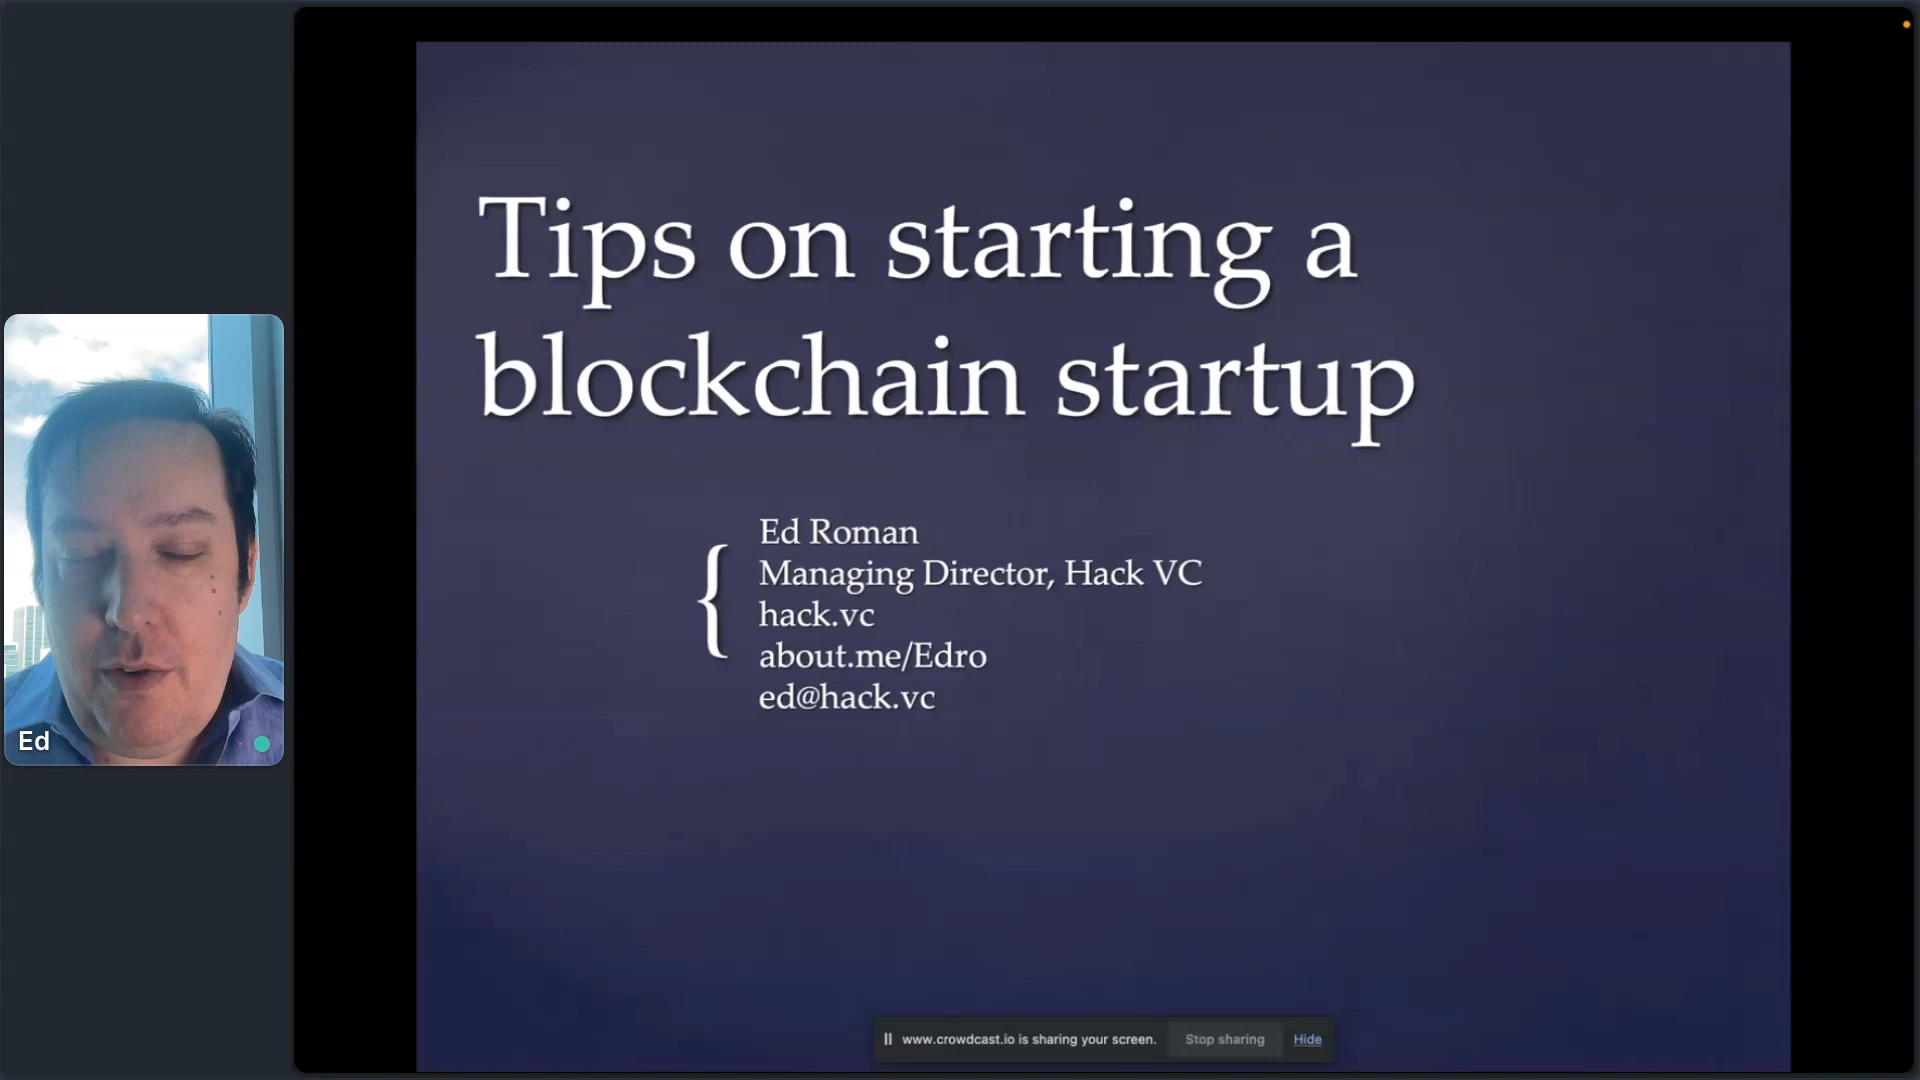 Tips on starting a
blockchain startup
{
Ed Roman
Managing Director, Hack VC
hack.vc
about.me/Edro
ed@hack.vc
Ed
www.crowdcast.io is sharing your screen.
Stop sharing
Hide